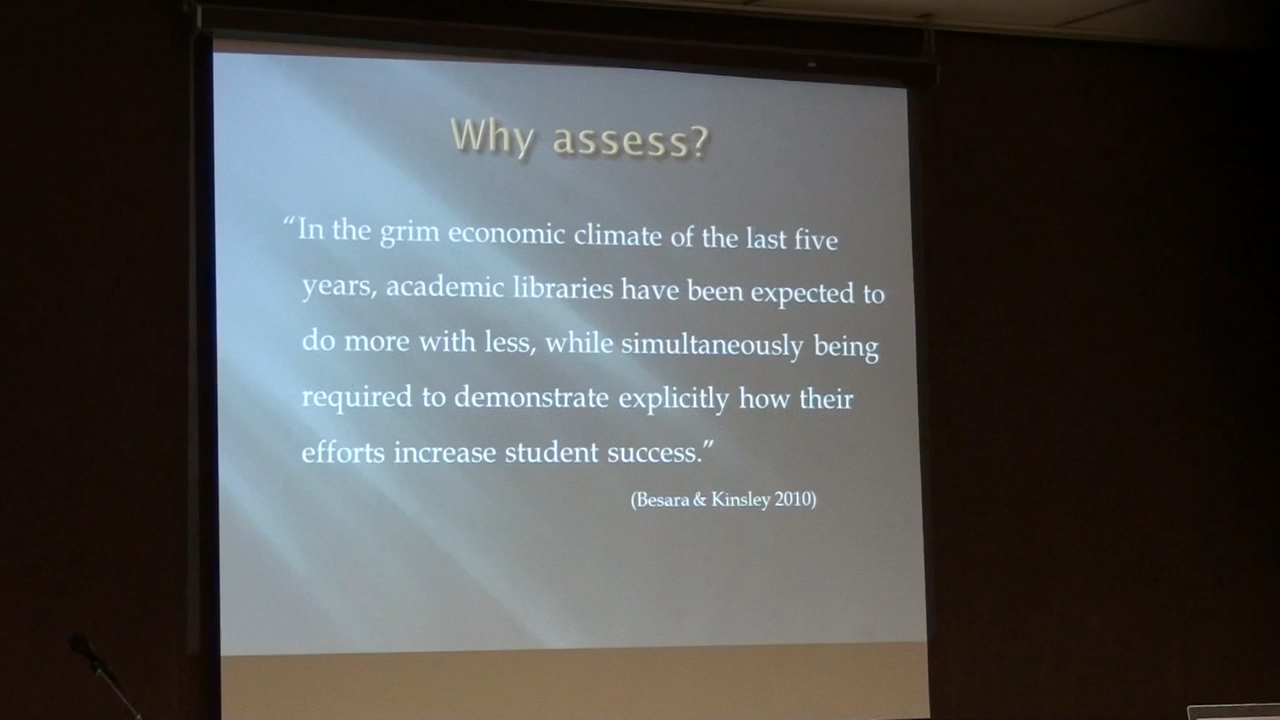 Why assess?
“In the grim economic climate of the last five
years, academic libraries have been expected to
do more with less, while simultaneously being
required to demonstrate explicitly how their
efforts increase student success.”
(Besara & Kinsley 2010)